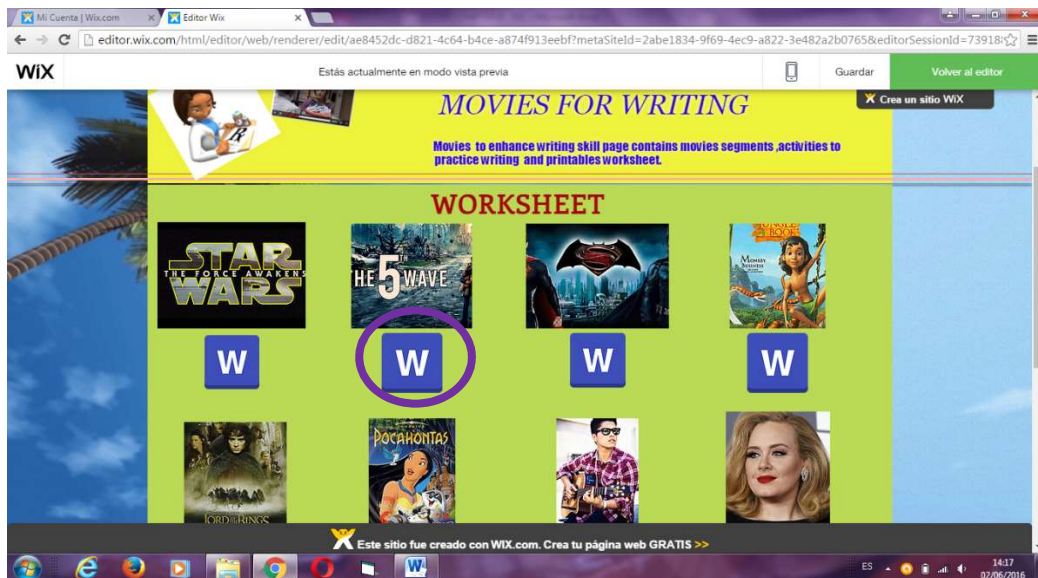 Mi Cuenta | Wix.com
Editor Wix
editor.wix.com/html/editor/web/renderer/edit/ae8452dc-d821-4c64-b4ce-a874f913eebf?metaSiteId=2abe1834-9f69-4ec9-a822-3e482a2b0765&editorSessionId=73918
WiX
Estás actualmente en modo vista previa
Guardar
Volver al editor
Crea un sitio WiX
MOVIES FOR WRITING
Movies to enhance writing skill page contains movies segments ,activities to
practice writing and printables worksheet.
WORKSHEET
STAR
THE FORCE AWAKENS
WARS
THE 5TH WAVE
JUNGLE
BOOK
W
W
W
W
POCAHONTAS
LORD OF THE RINGS
Este sitio fue creado con WIX.com. Crea tu página web GRATIS >>
ES
14:17
02/06/2016